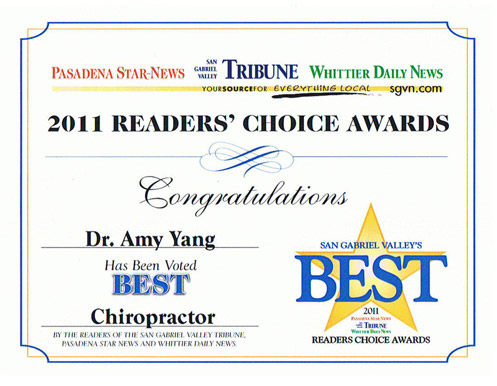 PASADENA STAR-NEWS SAN GABRIEL VALLEY TRIBUNE WHITTIER DAILY NEWS
YOUR SOURCE FOR EVERYTHING LOCAL sgvn.com
2011 READERS' CHOICE AWARDS
Congratulations
Dr. Amy Yang
Has Been Voted
BEST
Chiropractor
BY THE READERS OF THE SAN GABRIEL VALLEY TRIBUNE,
PASADENA STAR NEWS AND WHITTIER DAILY NEWS.
SAN GABRIEL VALLEY'S
BEST
2011
PASADENA STAR-NEWS
SAN GABRIEL VALLEY TRIBUNE
WHITTIER DAILY NEWS
READERS CHOICE AWARDS